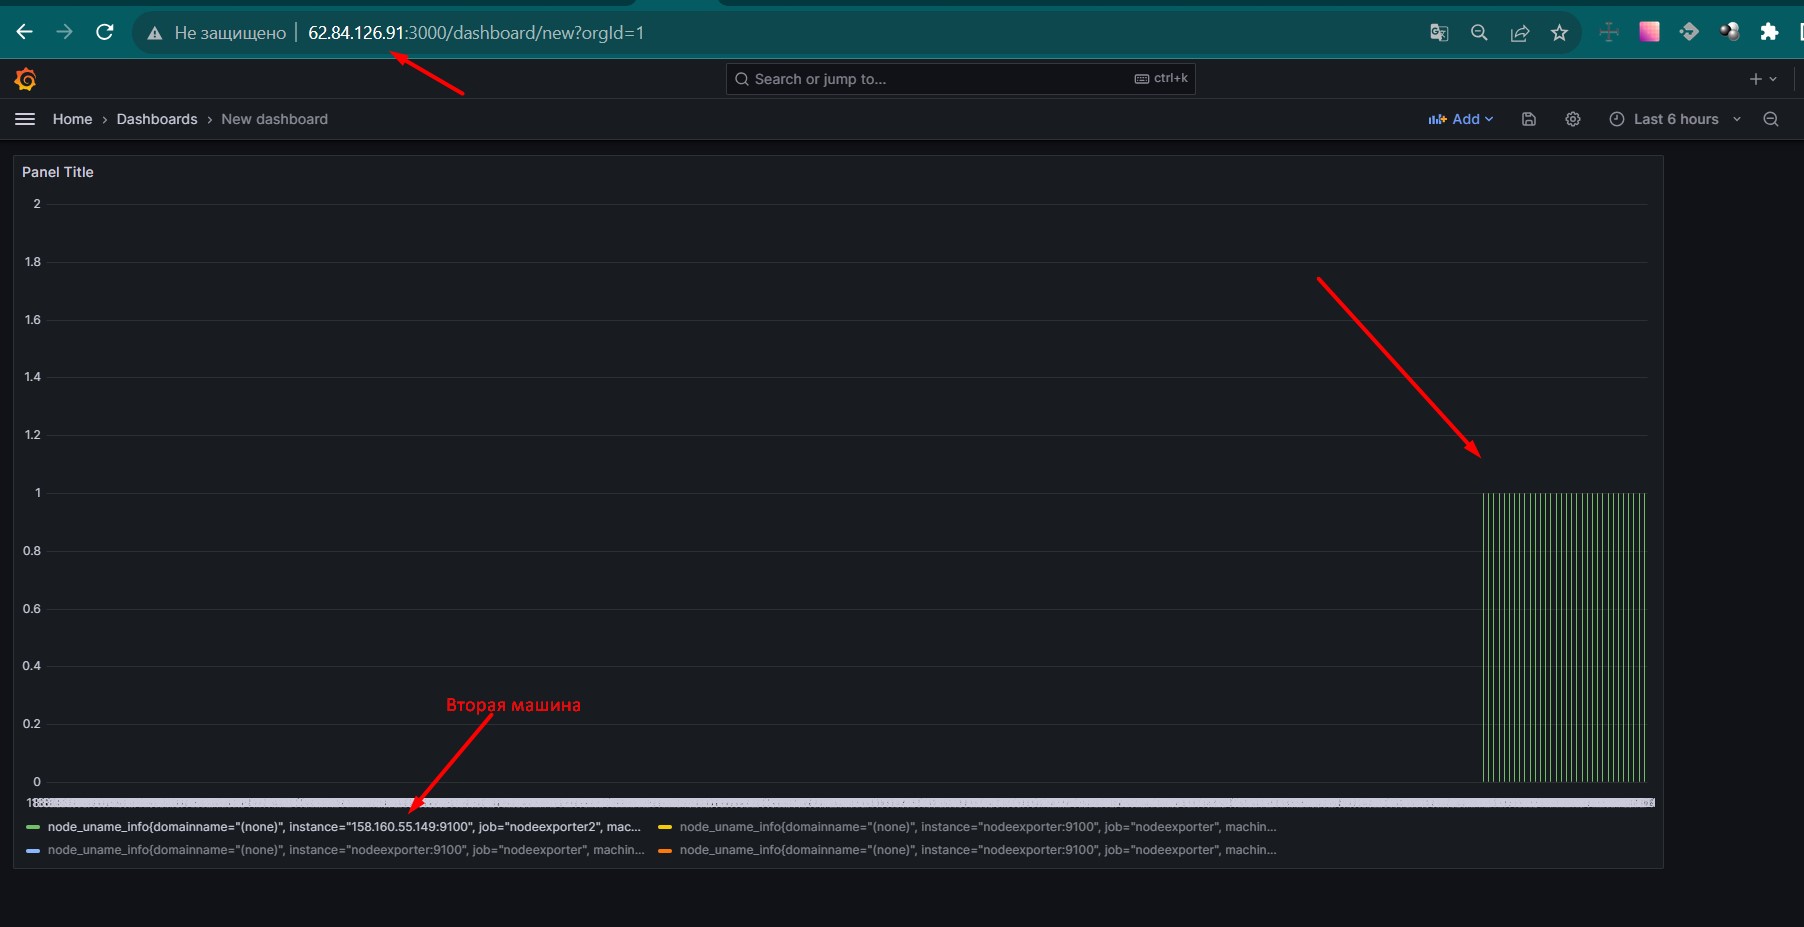 Не защищено | 62.84.126.91:3000/dashboard/new?orgId=1
Search or jump to... ctrl+k
Home › Dashboards › New dashboard Add Last 6 hours
Panel Title
2
1.8
1.6
1.4
1.2
1
0.8
0.6
0.4
Вторая машина
0.2
0
node_uname_info{domainname="(none)", instance="158.160.55.149:9100", job="nodeexporter2", mac... node_uname_info{domainname="(none)", instance="nodeexporter:9100", job="nodeexporter", machin...
node_uname_info{domainname="(none)", instance="nodeexporter:9100", job="nodeexporter", machin... node_uname_info{domainname="(none)", instance="nodeexporter:9100", job="nodeexporter", machin...